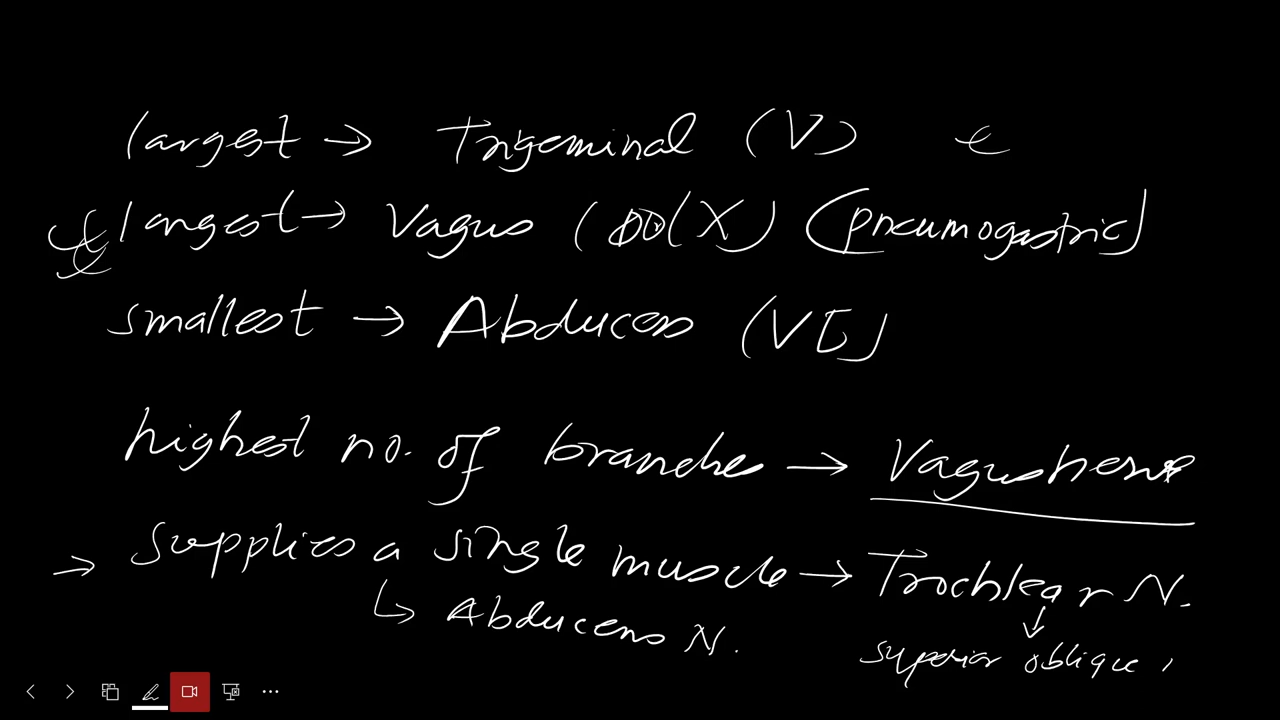 largest → Trigeminal (V)
largest → Vagus (X) (pneumogastric)
smallest → Abducens (VI)
highest no. of branches → Vagus nerve
→ supplies a single muscle → Trochlear N.
↳ Abducens N.
↓
superior oblique